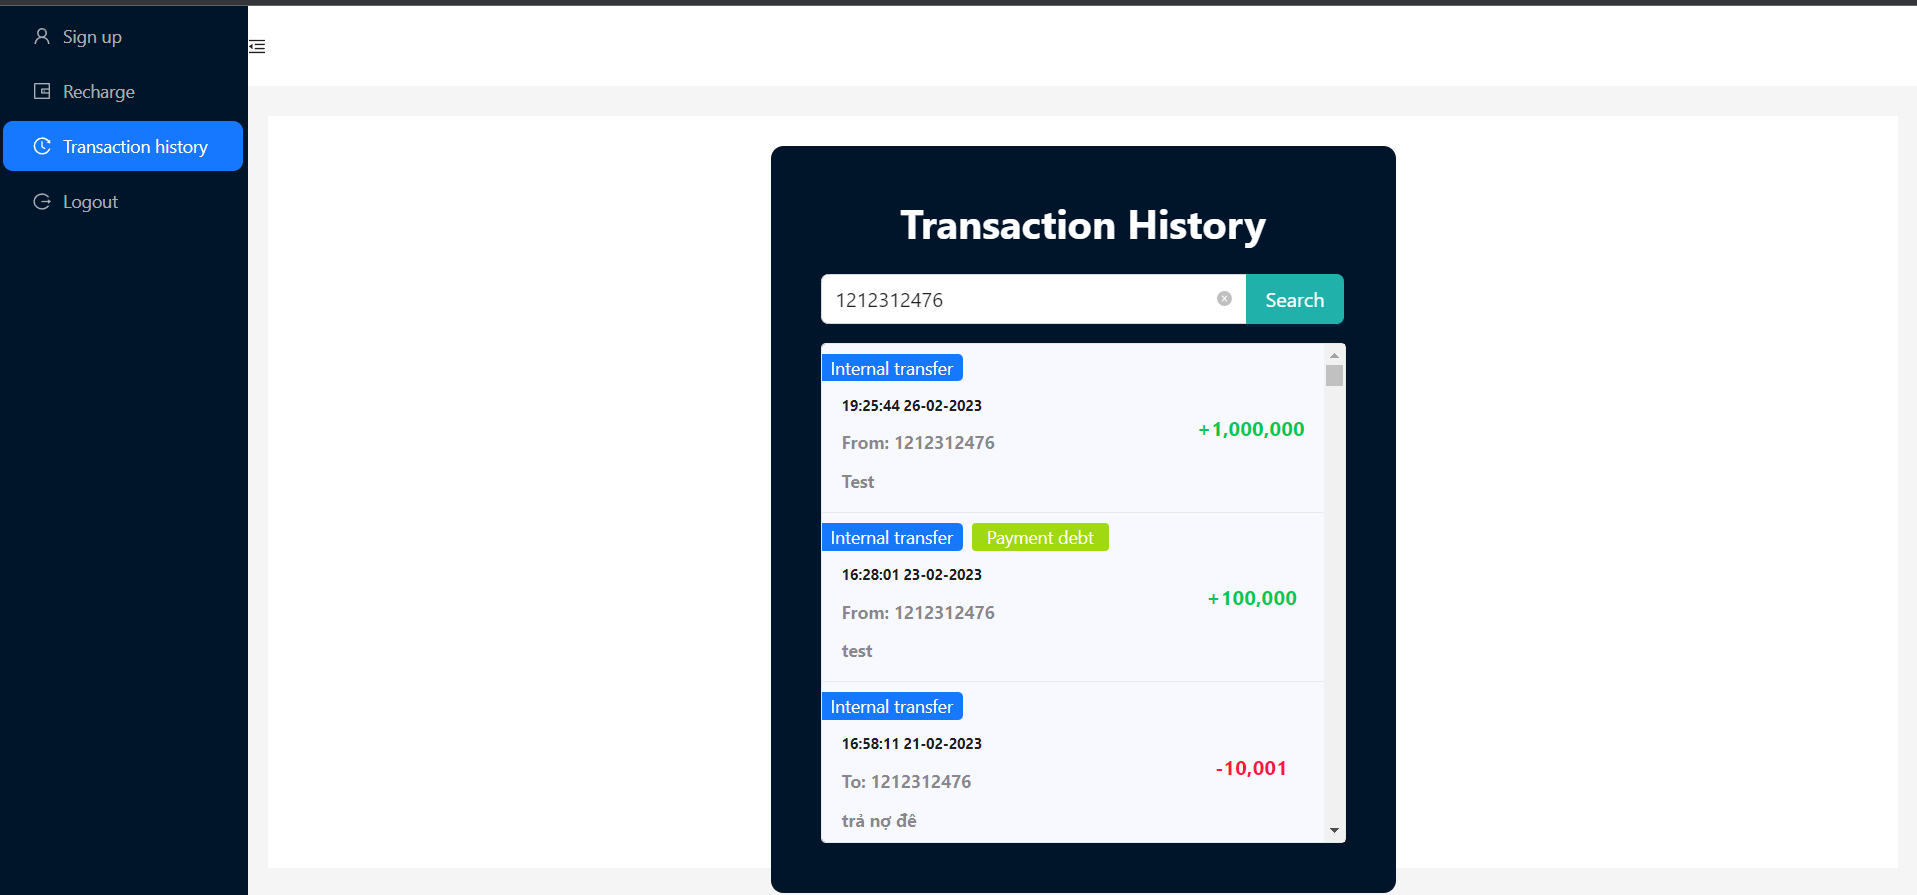 Sign up
Recharge
Transaction history
Logout
Transaction History
1212312476
Search
Internal transfer
19:25:44 26-02-2023
+1,000,000
From: 1212312476
Test
Internal transfer Payment debt
16:28:01 23-02-2023
+100,000
From: 1212312476
test
Internal transfer
16:58:11 21-02-2023
-10,001
To: 1212312476
trả nợ đê